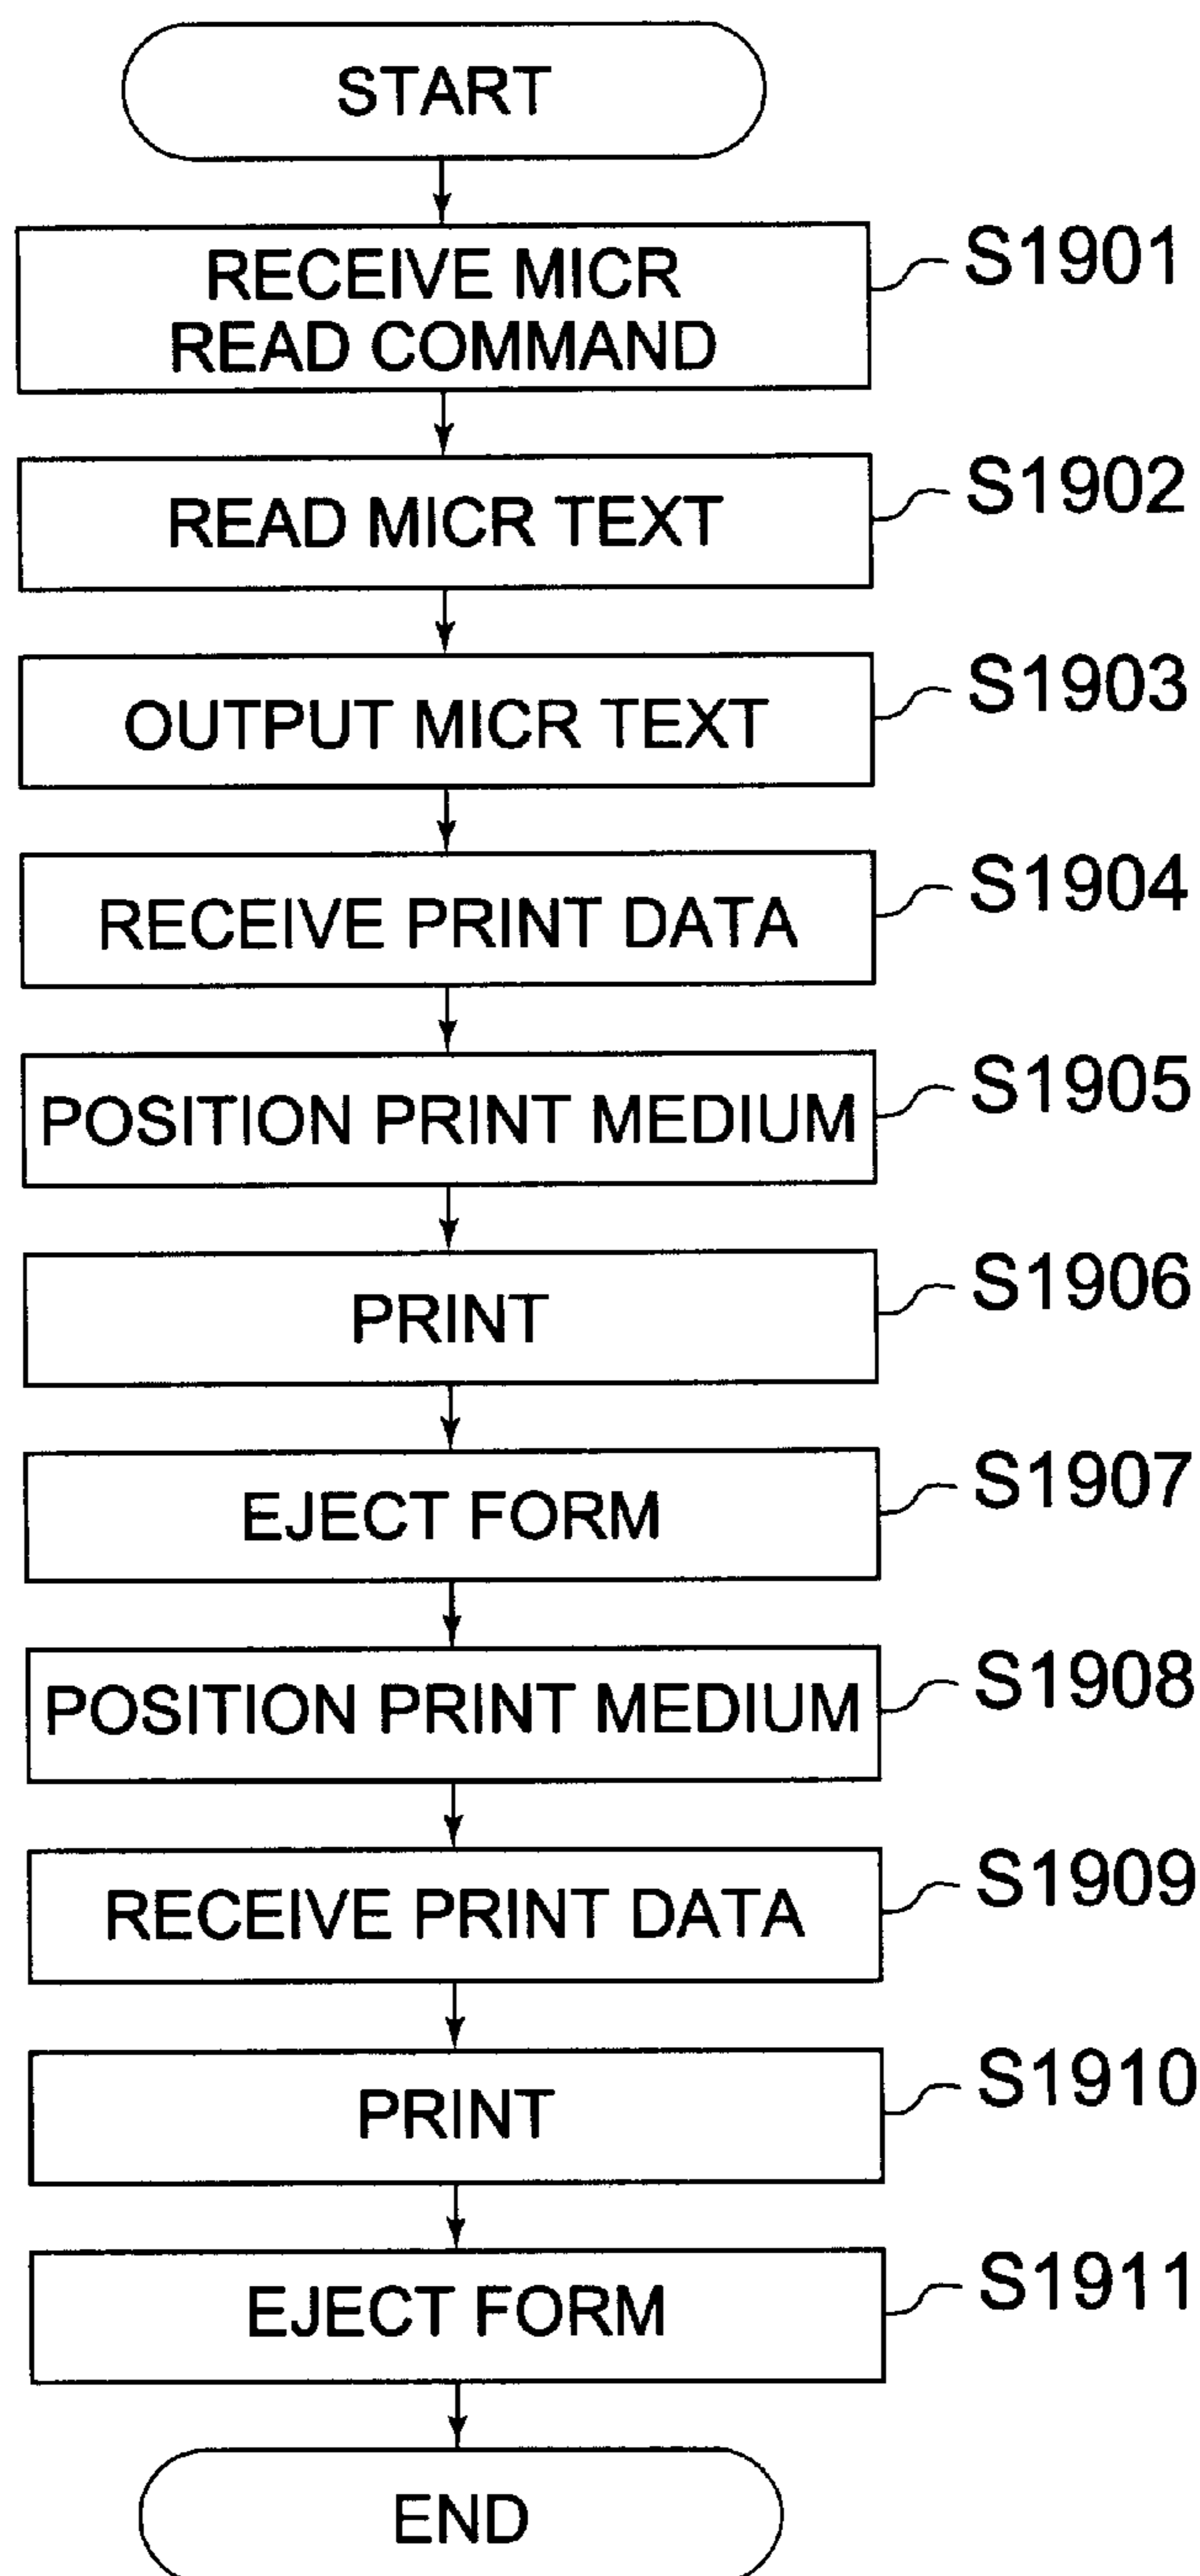 START
RECEIVE MICR
READ COMMAND
S1901
READ MICR TEXT
S1902
OUTPUT MICR TEXT
S1903
RECEIVE PRINT DATA
S1904
POSITION PRINT MEDIUM
S1905
PRINT
S1906
EJECT FORM
S1907
POSITION PRINT MEDIUM
S1908
RECEIVE PRINT DATA
S1909
PRINT
S1910
EJECT FORM
S1911
END